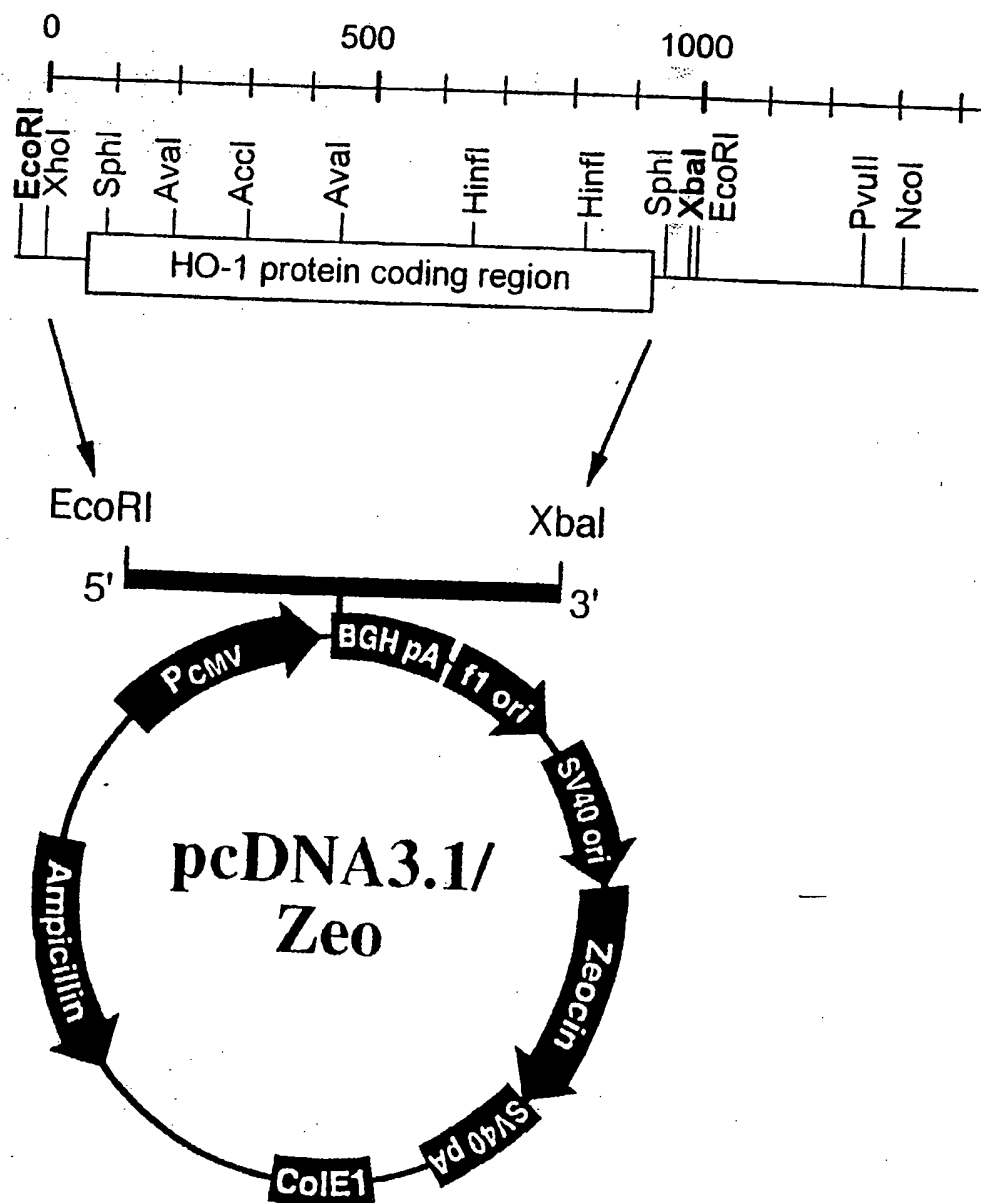 0 500 1000
EcoRI XhoI SphI AvaI AccI AvaI HinfI HinfI SphI XbaI EcoRI PvuII NcoI
HO-1 protein coding region
EcoRI XbaI
5' 3'
PCMV BGH pA f1 ori
SV40 ori
pcDNA3.1/
Zeo
Ampicillin
Zeocin
SV40 pA
ColE1